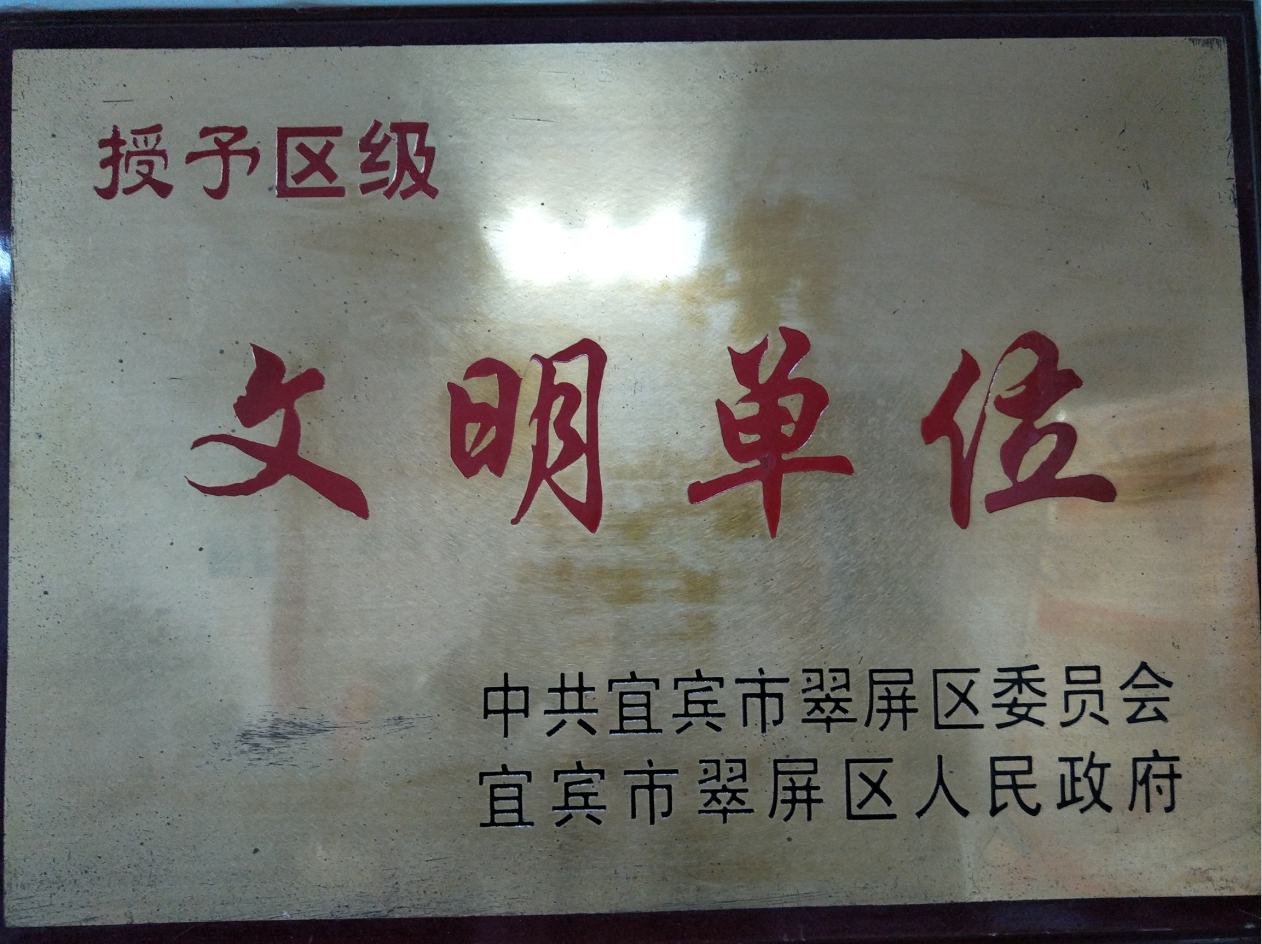 授予区级
文明单位
中共宜宾市翠屏区委员会
宜宾市翠屏区人民政府